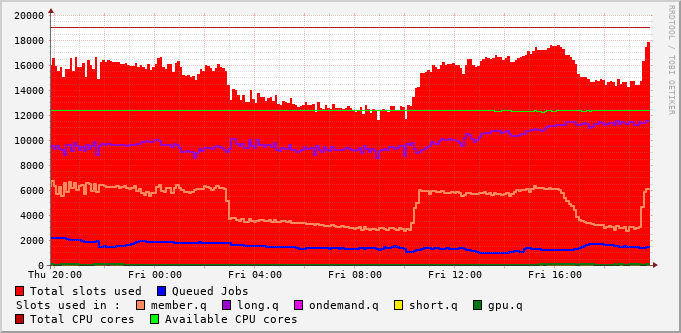 RRDTOOL / TOBI OETIKER
20000
18000
16000
14000
12000
10000
8000
6000
4000
2000
0
Thu 20:00 Fri 00:00 Fri 04:00 Fri 08:00 Fri 12:00 Fri 16:00
Total slots used Queued Jobs
Slots used in : member.q long.q ondemand.q short.q gpu.q
Total CPU cores Available CPU cores